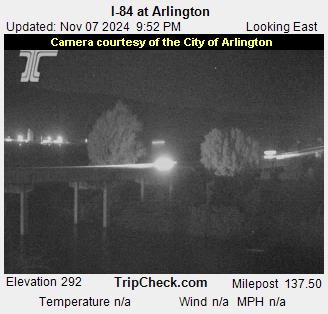 I-84 at Arlington
Updated: Nov 07 2024 9:52 PM Looking East
Camera courtesy of the City of Arlington
Elevation 292 TripCheck.com Milepost 137.50
Temperature n/a Wind n/a MPH n/a